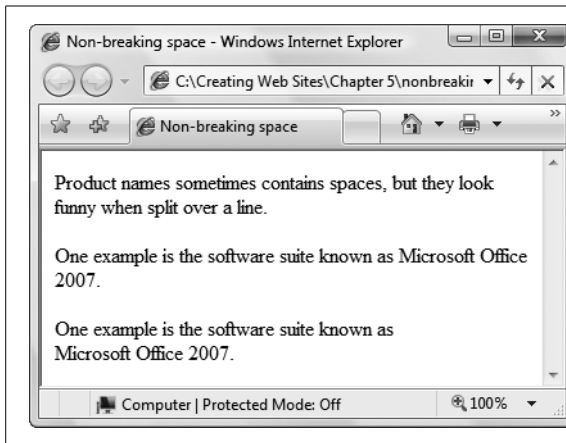 Non-breaking space - Windows Internet Explorer
C:\Creating Web Sites\Chapter 5\nonbreakir
Non-breaking space
Product names sometimes contains spaces, but they look
funny when split over a line.
One example is the software suite known as Microsoft Office
2007.
One example is the software suite known as
Microsoft Office 2007.
Computer | Protected Mode: Off
100%